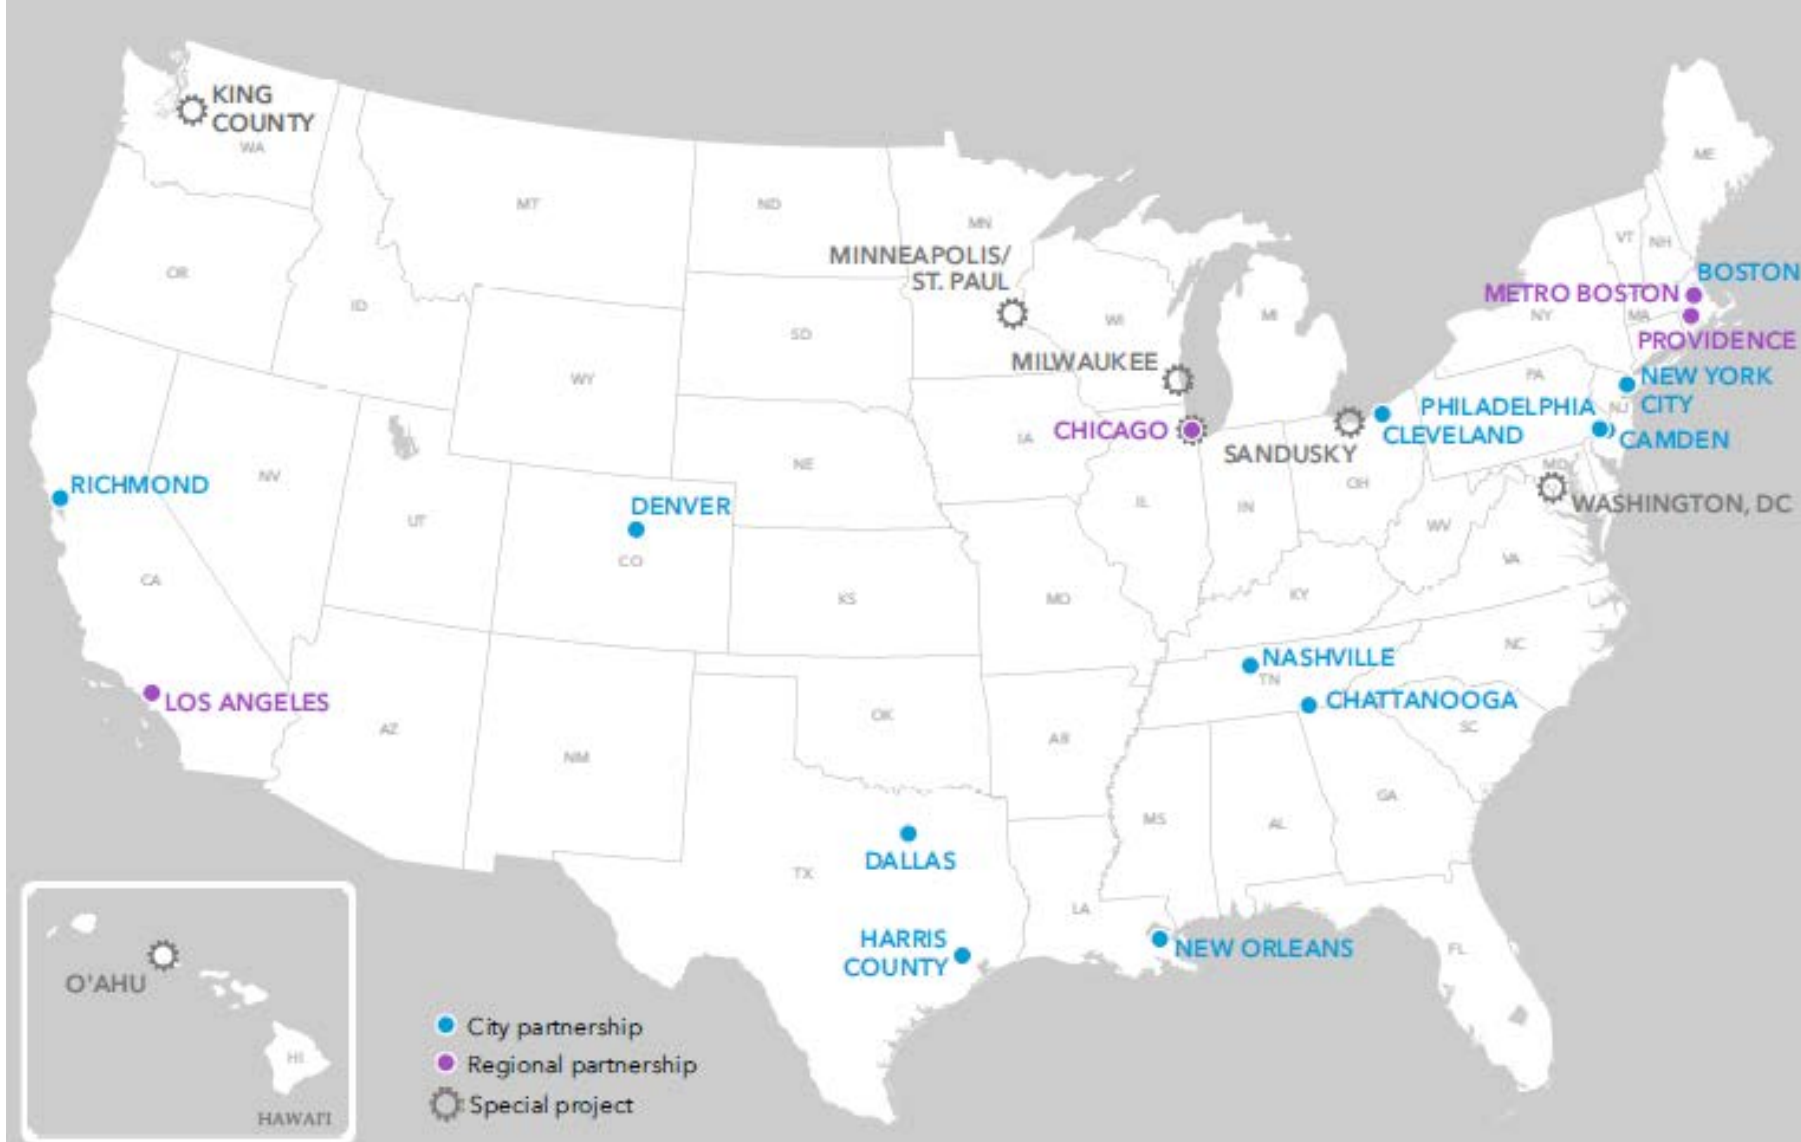 KING
COUNTY
WA
MT
ND
MN
ME
OR
ID
MINNEAPOLIS/
ST. PAUL
SD
WI
MI
VT
NH
BOSTON
METRO BOSTON
NY
MA
PROVIDENCE
WY
MILWAUKEE
PA
NEW YORK
CITY
NJ
PHILADELPHIA
CLEVELAND
CAMDEN
CHICAGO
IA
SANDUSKY
OH
MD
WASHINGTON, DC
RICHMOND
NV
UT
NE
DENVER
CO
IL
IN
WV
VA
CA
KS
MO
KY
NASHVILLE
TN
NC
CHATTANOOGA
SC
LOS ANGELES
AZ
NM
OK
AR
MS
AL
GA
DALLAS
TX
LA
HARRIS
COUNTY
NEW ORLEANS
FL
O'AHU
HI
HAWAI'I
City partnership
Regional partnership
Special project